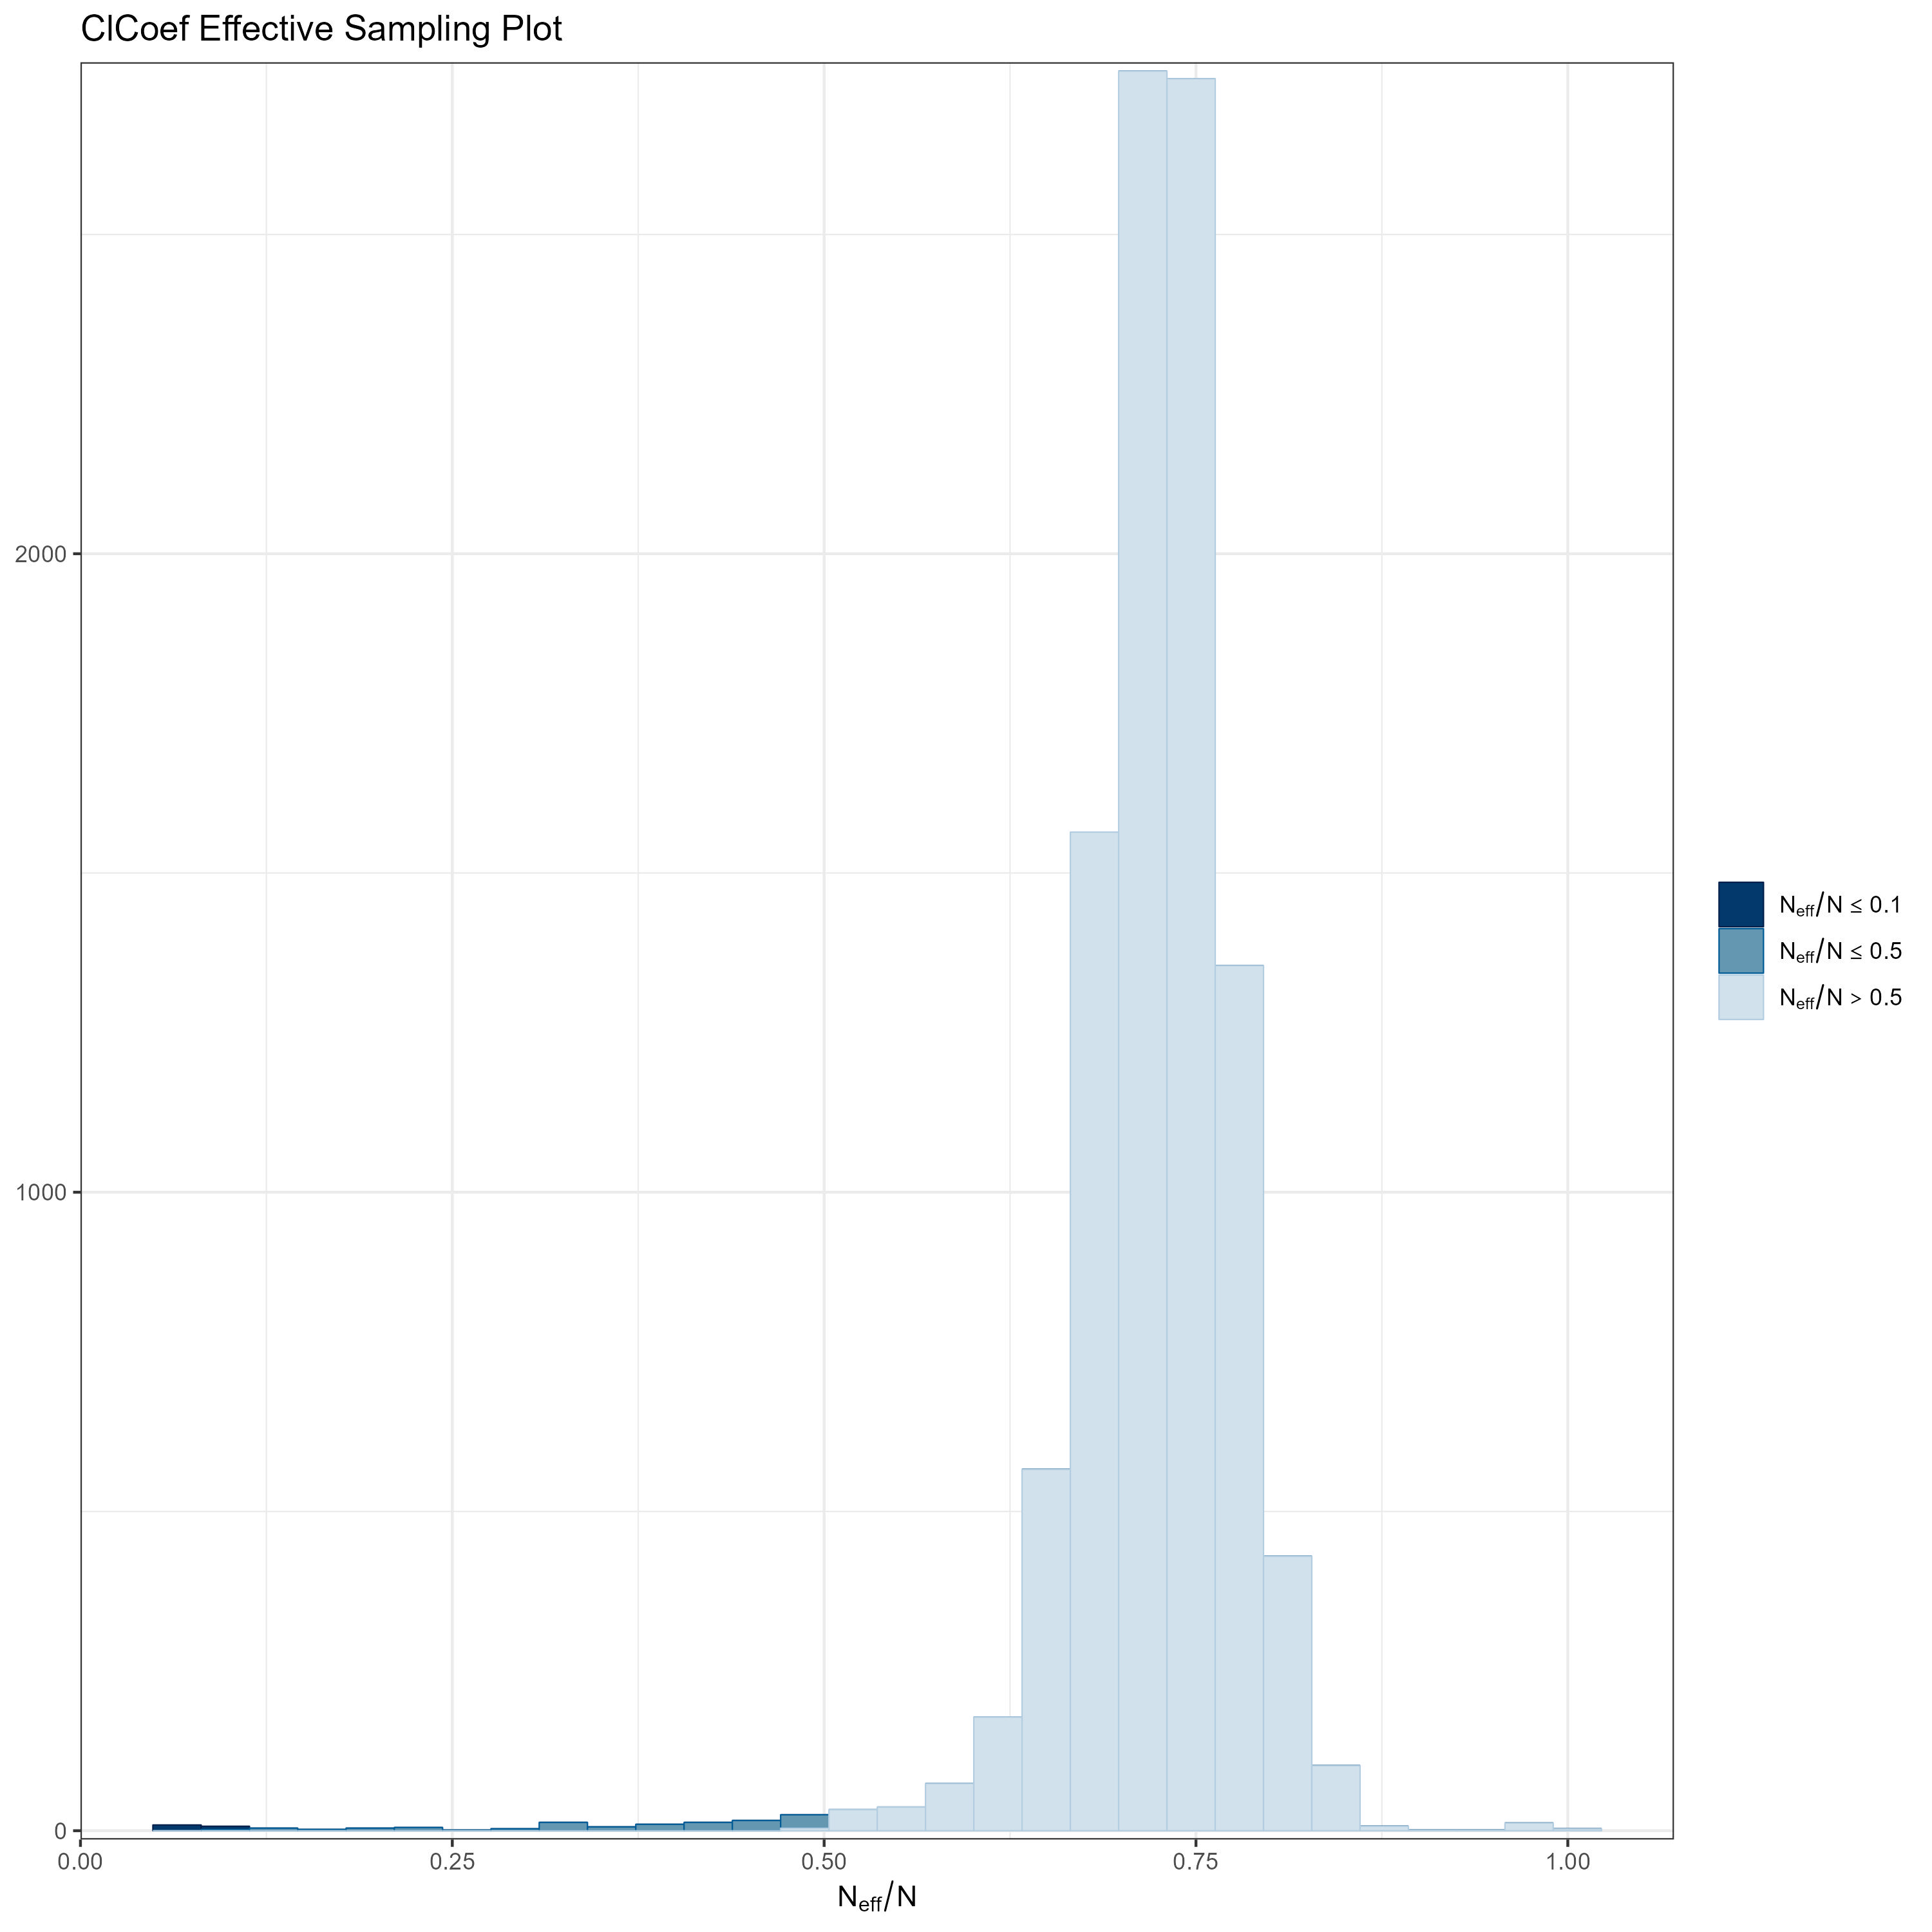 ClCoef Effective Sampling Plot
2000
1000
0
0.00 0.25 0.50 0.75 1.00
Neff/N
Neff/N ≤ 0.1
Neff/N ≤ 0.5
Neff/N > 0.5